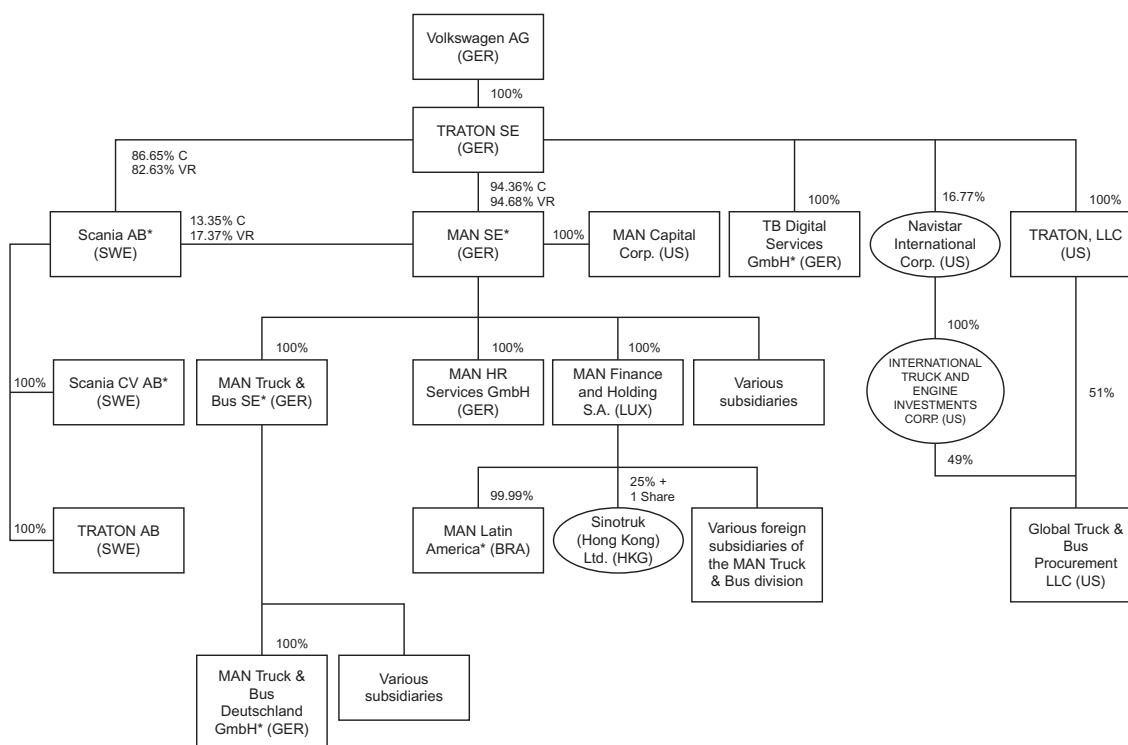 Volkswagen AG
(GER)
100%
TRATON SE
(GER)
86.65% C
82.63% VR
94.36% C
94.68% VR
100%
16.77%
100%
Scania AB*
(SWE)
13.35% C
17.37% VR
MAN SE*
(GER)
100%
MAN Capital
Corp. (US)
TB Digital
Services
GmbH* (GER)
Navistar
International
Corp. (US)
TRATON, LLC
(US)
100%
100%
100%
100%
100%
Scania CV AB*
(SWE)
MAN Truck &
Bus SE* (GER)
MAN HR
Services GmbH
(GER)
MAN Finance
and Holding
S.A. (LUX)
Various
subsidiaries
INTERNATIONAL
TRUCK AND
ENGINE
INVESTMENTS
CORP. (US)
51%
49%
99.99%
25% +
1 Share
100%
TRATON AB
(SWE)
MAN Latin
America* (BRA)
Sinotruk
(Hong Kong)
Ltd. (HKG)
Various foreign
subsidiaries of
the MAN Truck
& Bus division
Global Truck &
Bus
Procurement
LLC (US)
100%
MAN Truck &
Bus
Deutschland
GmbH* (GER)
Various
subsidiaries